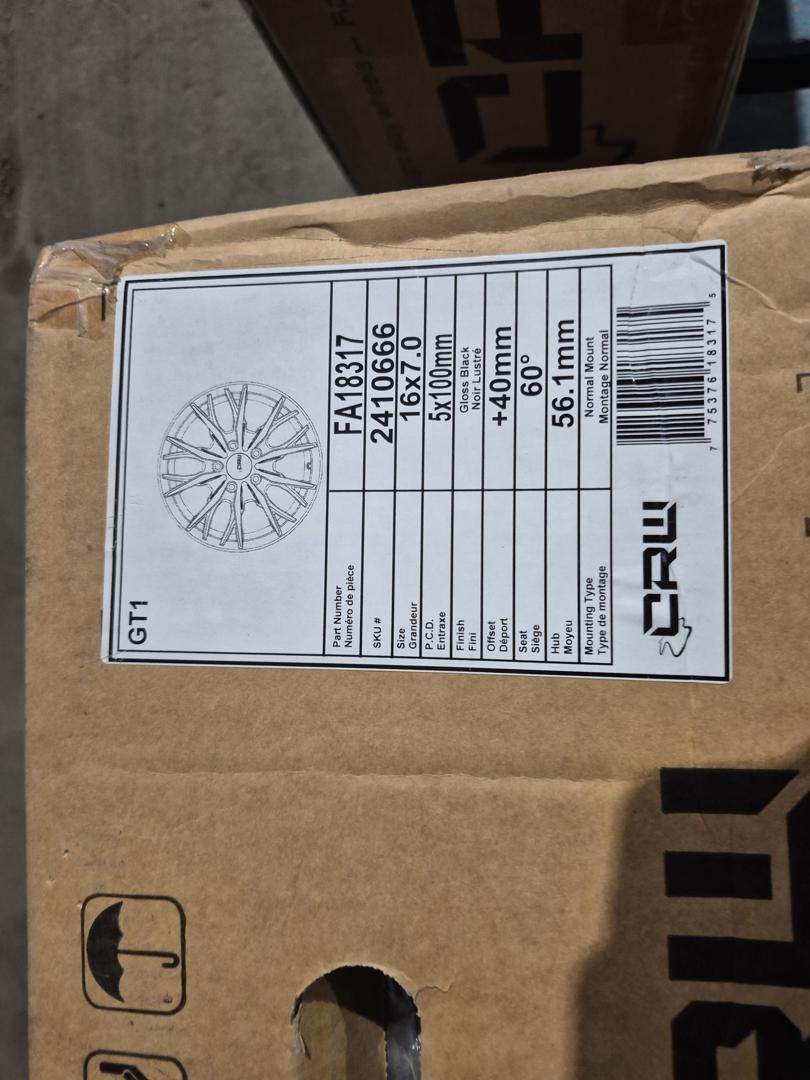 GT1
Part Number FA18317
Numéro de pièce
SKU # 2410666
Size 16x7.0
Grandeur
P.C.D. 5x100mm
Entraxe
Finish Gloss Black
Fini Noir Lustré
Offset +40mm
Déport
Seat 60°
Siège
Hub 56.1mm
Moyeu
Mounting Type Normal Mount
Type de montage Montage Normal
CRW
7 75376 18317 5